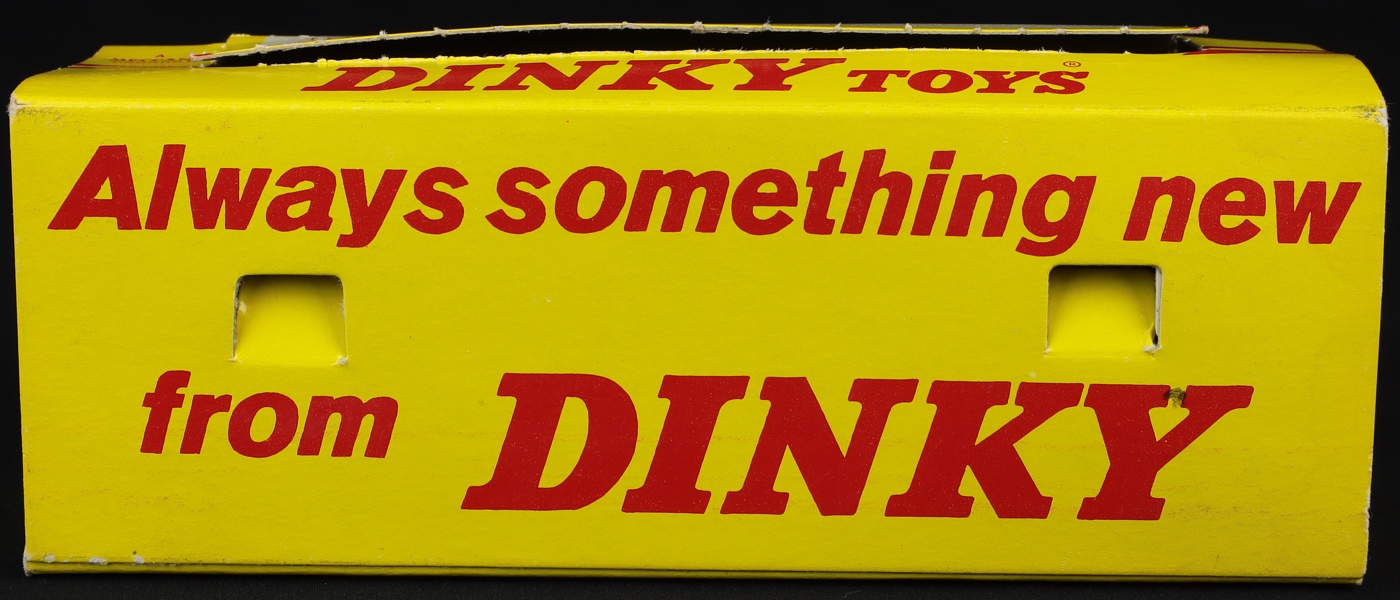 DINKY TOYS®
Always something new
from DINKY